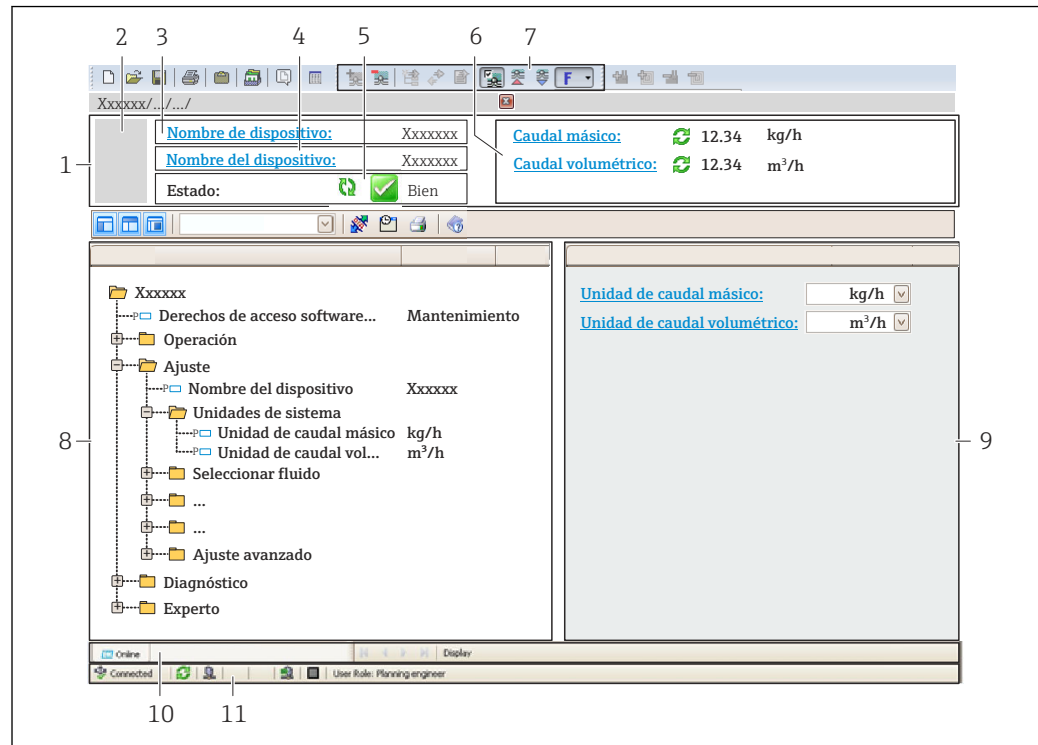 2 3 4 5 6 7
F
Xxxxxx/.../.../
1
Nombre de dispositivo: Xxxxxxx
Nombre del dispositivo: Xxxxxxx
Estado: Bien
Caudal másico: 12.34 kg/h
Caudal volumétrico: 12.34 m³/h
Xxxxxx
P Derechos de acceso software... Mantenimiento
Operación
Ajuste
P Nombre del dispositivo Xxxxxx
Unidades de sistema
P Unidad de caudal másico kg/h
P Unidad de caudal vol... m³/h
Seleccionar fluido
...
...
Ajuste avanzado
Diagnóstico
Experto
8
Unidad de caudal másico: kg/h
Unidad de caudal volumétrico: m³/h
9
Online Display
Connected User Role: Planning engineer
10 11